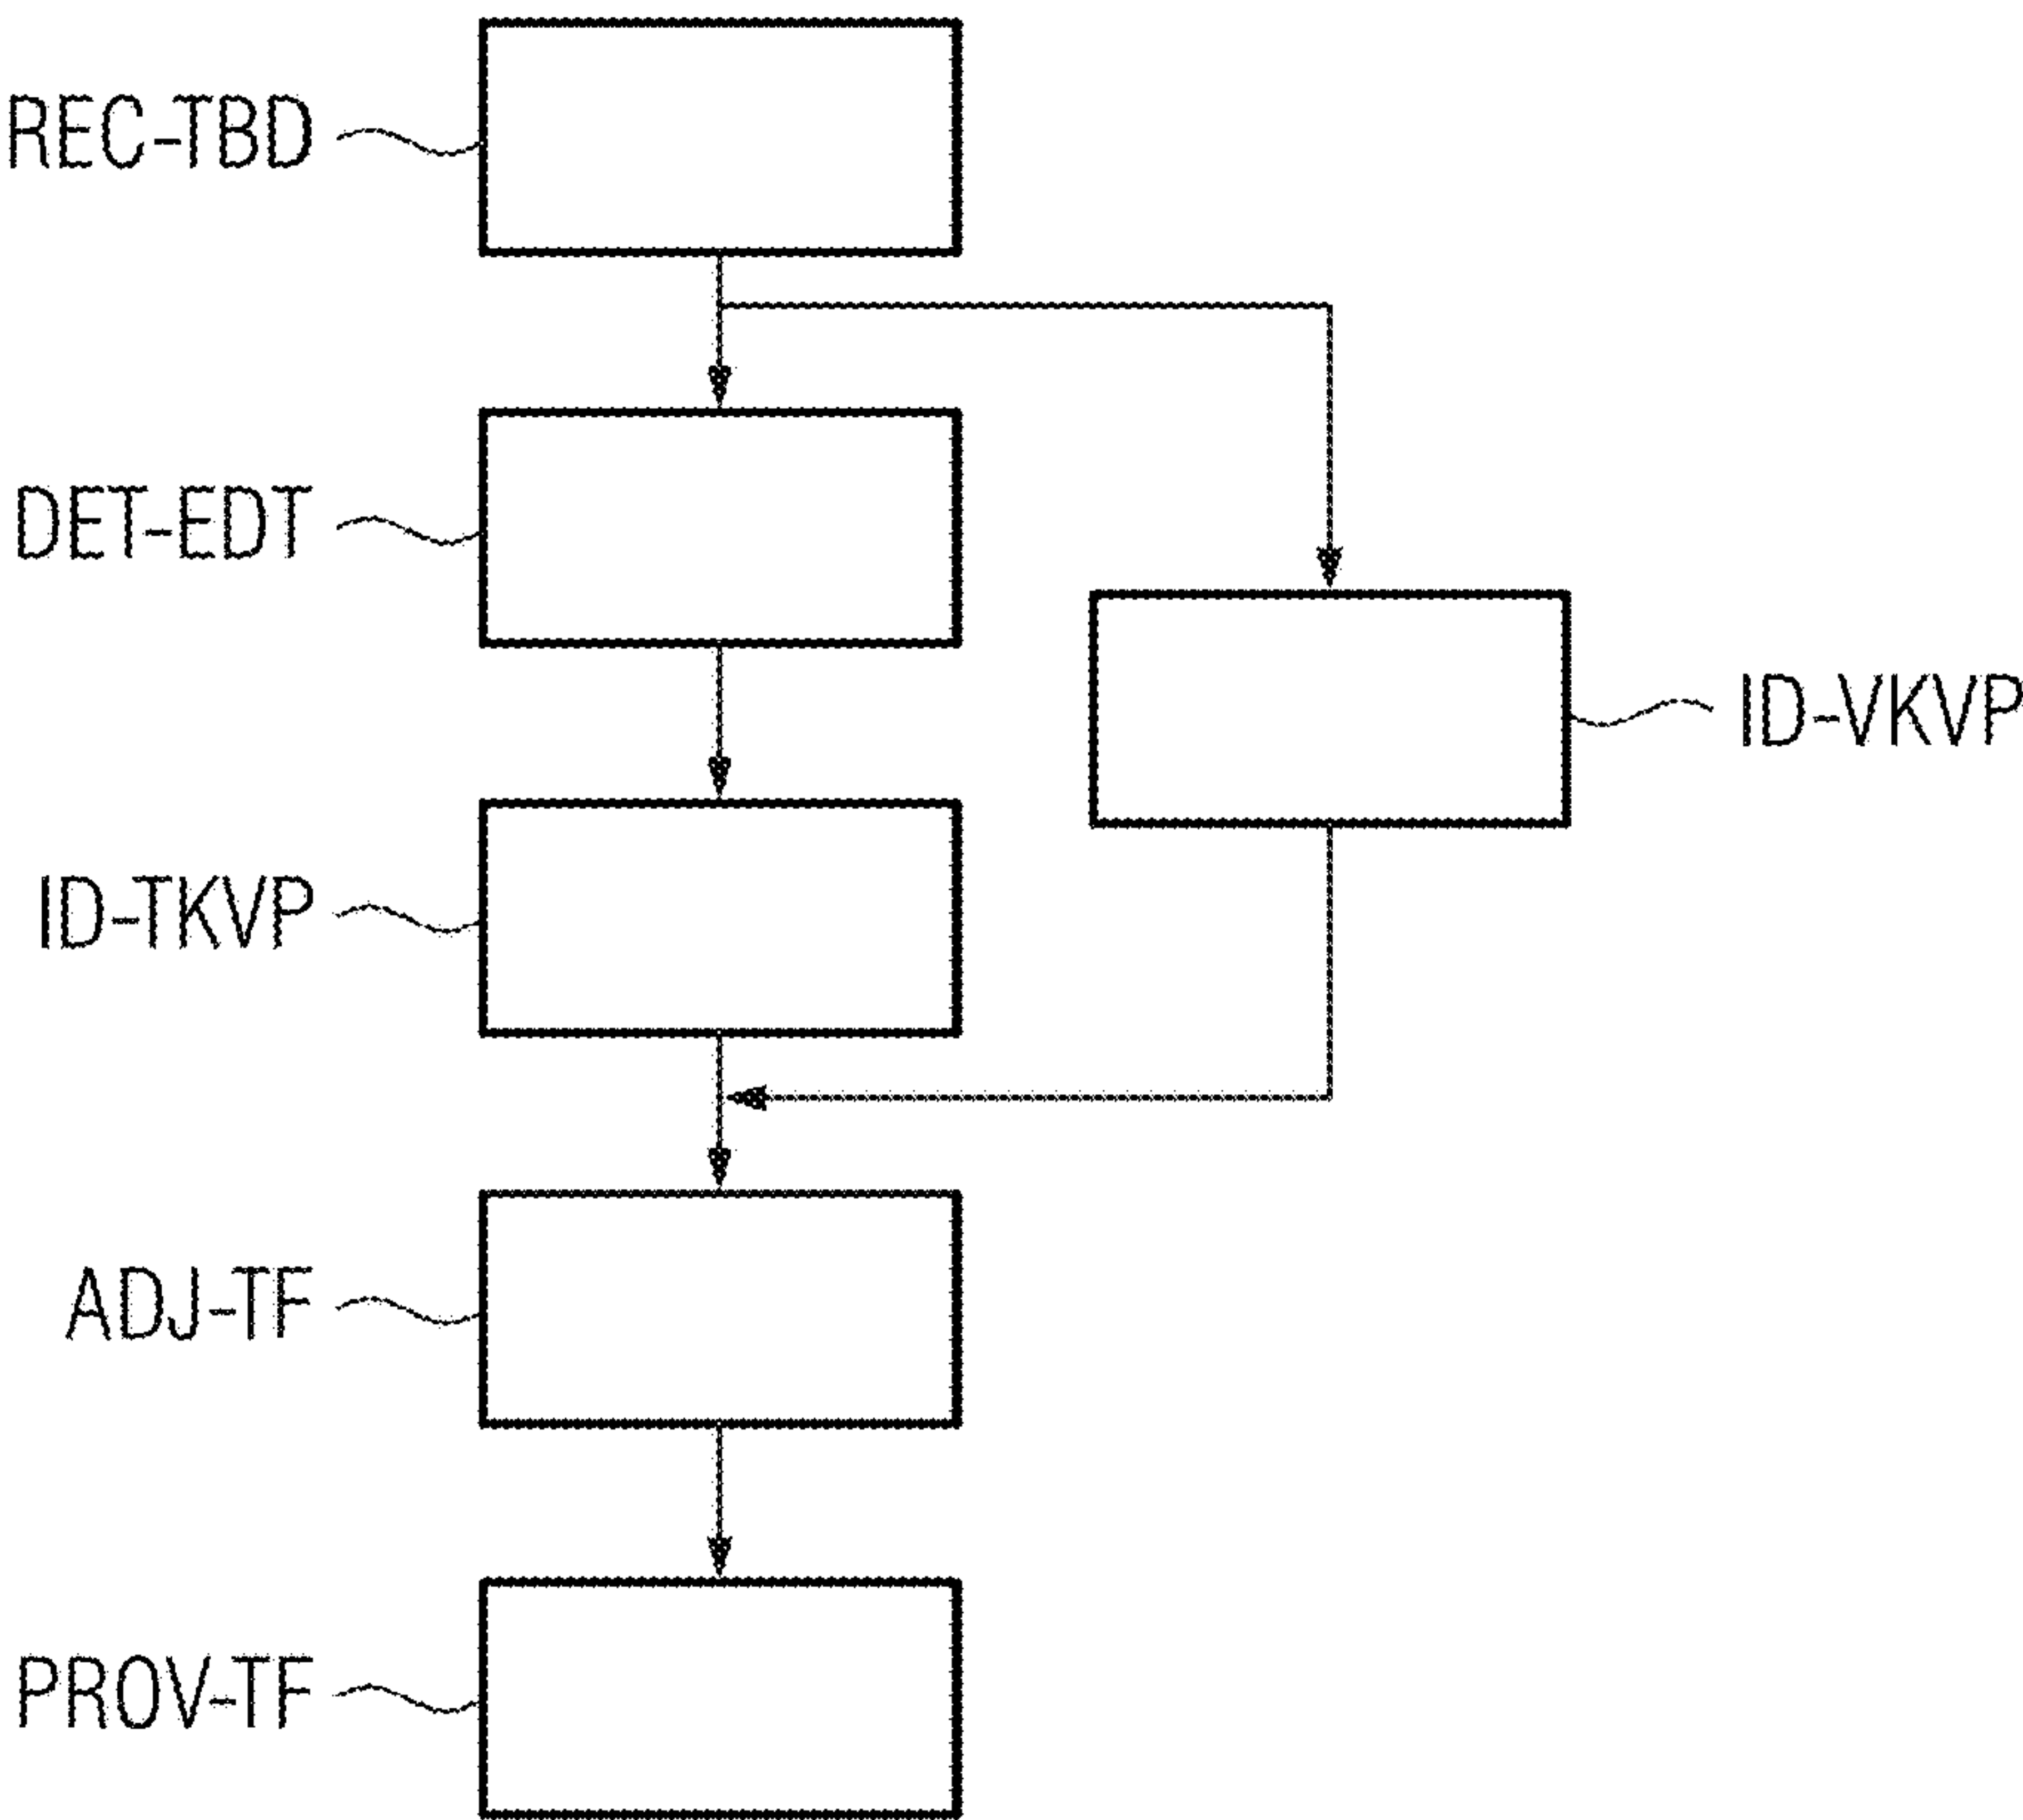 REC-TBD
DET-EDT
ID-VKVP
ID-TKVP
ADJ-TF
PROV-TF